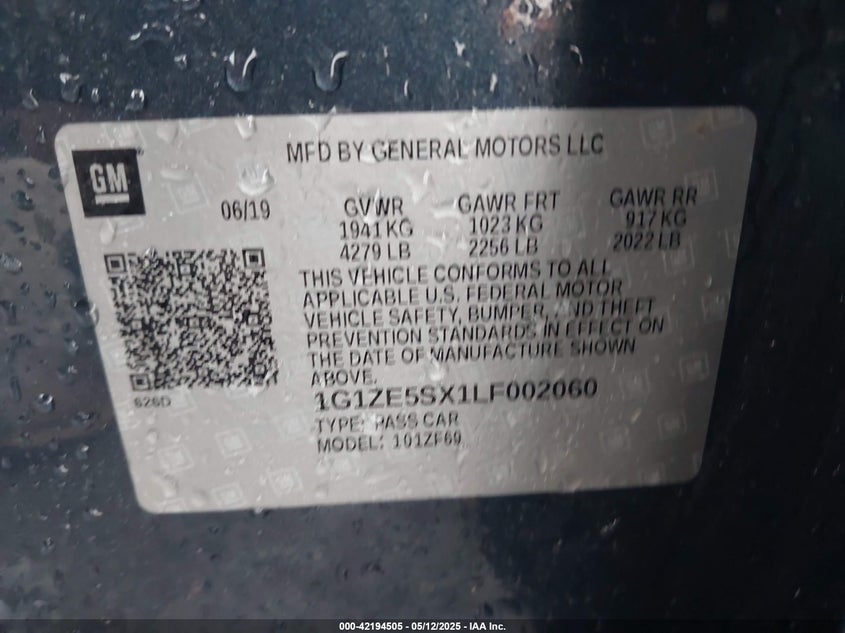 MFD BY GENERAL MOTORS LLC
GM
06/19 GVWR GAWR FRT GAWR RR
1941 KG 1023 KG 917 KG
4279 LB 2256 LB 2022 LB
THIS VEHICLE CONFORMS TO ALL
APPLICABLE U.S. FEDERAL MOTOR
VEHICLE SAFETY, BUMPER, AND THEFT
PREVENTION STANDARDS IN EFFECT ON
THE DATE OF MANUFACTURE SHOWN
ABOVE.
626D
1G1ZE5SX1LF002060
TYPE: PASS CAR
MODEL: 101ZF69
000-42194505 - 05/12/2025 - IAA Inc.